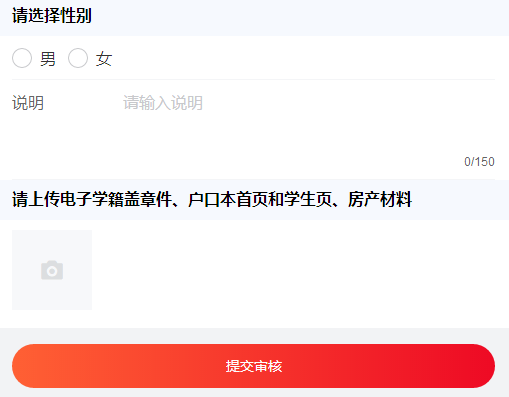 请选择性别
男 女
说明 请输入说明
0/150
请上传电子学籍盖章件、户口本首页和学生页、房产材料
提交审核